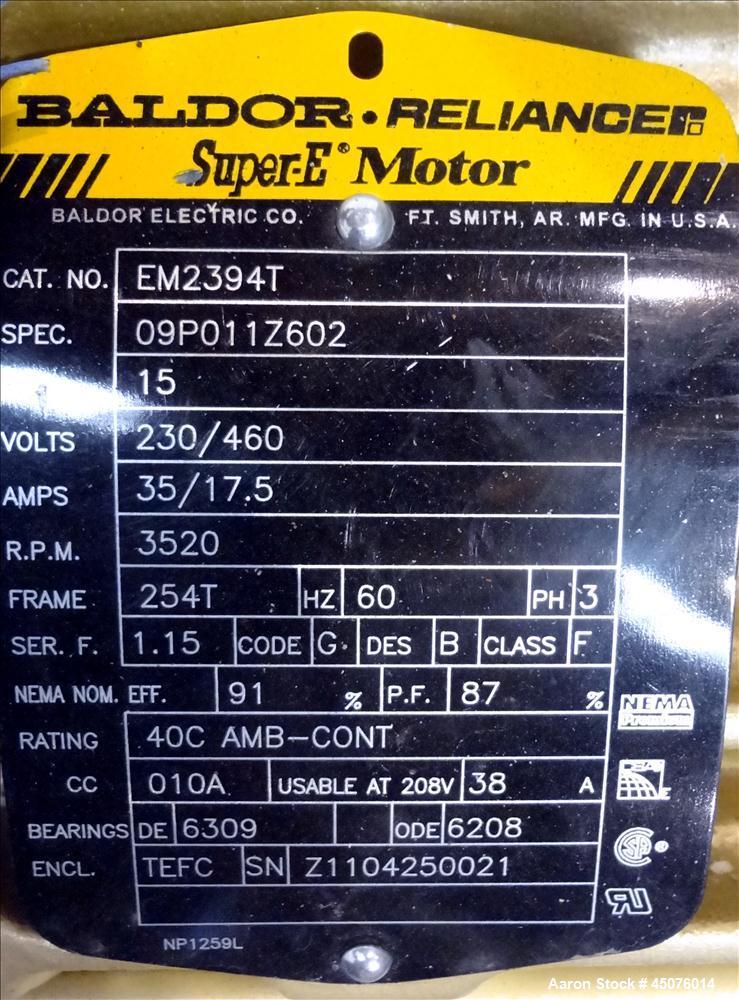 BALDOR • RELIANCER
Super-E® Motor
BALDOR ELECTRIC CO. FT. SMITH, AR. MFG. IN U.S.A.
CAT. NO. EM2394T
SPEC. 09P011Z602
15
VOLTS 230/460
AMPS 35/17.5
R.P.M. 3520
FRAME 254T HZ 60 PH 3
SER. F. 1.15 CODE G DES B CLASS F
NEMA NOM. EFF. 91 % P.F. 87 %
NEMA
Premium
RATING 40C AMB-CONT
CC 010A USABLE AT 208V 38 A
BEARINGS DE 6309 ODE 6208
ENCL. TEFC SN Z1104250021
NP1259L
Aaron Stock # 45076014